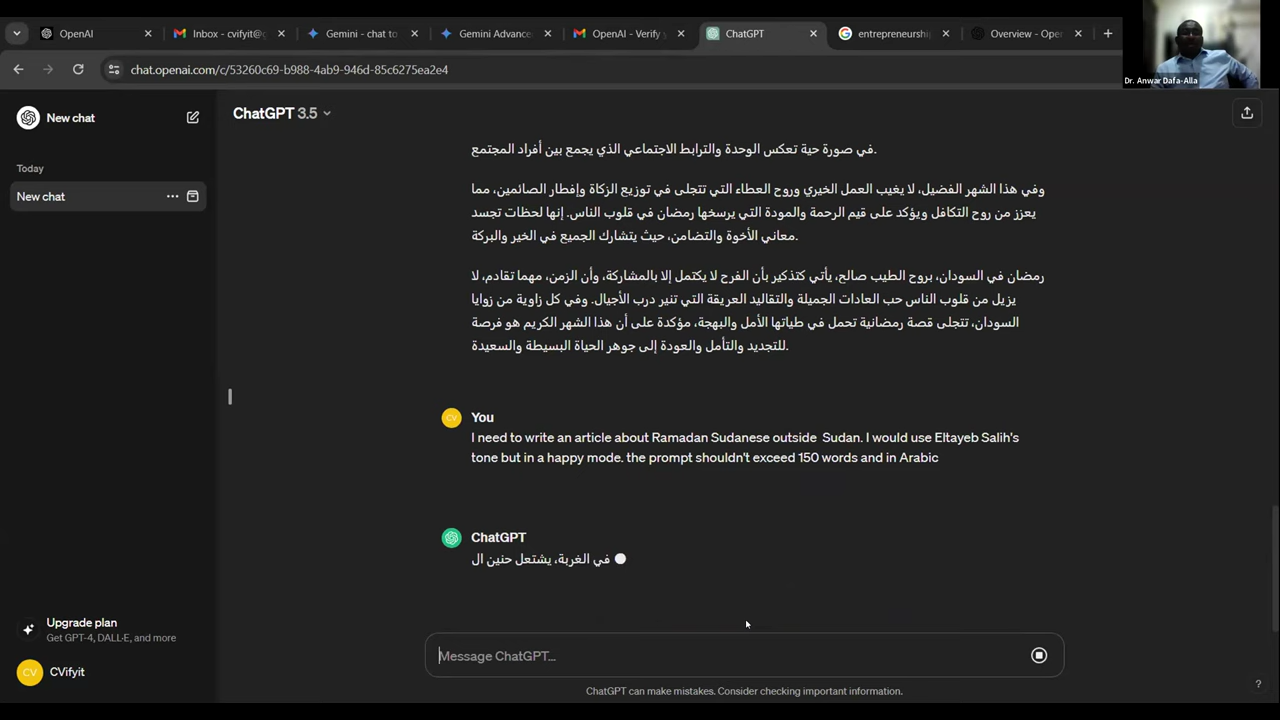 OpenAI
Inbox - cvifyit@g
Gemini - chat to
Gemini Advance
OpenAI - Verify y
ChatGPT
entrepreneurshi
Overview - Open
chat.openai.com/c/53260c69-b988-4ab9-946d-85c6275ea2e4
Dr. Anwar Dafa-Alla
New chat
ChatGPT 3.5
Today
New chat
في صورة حية تعكس الوحدة والترابط الاجتماعي الذي يجمع بين أفراد المجتمع.
وفي هذا الشهر الفضيل، لا يغيب العمل الخيري وروح العطاء التي تتجلى في توزيع الزكاة وإفطار الصائمين، مما
يعزز من روح التكافل ويؤكد على قيم الرحمة والمودة التي يرسخها رمضان في قلوب الناس. إنها لحظات تجسد
معاني الأخوة والتضامن، حيث يتشارك الجميع في الخير والبركة.
رمضان في السودان، بروح الطيب صالح، يأتي كتذكير بأن الفرح لا يكتمل إلا بالمشاركة، وأن الزمن، مهما تقادم، لا
يزيل من قلوب الناس حب العادات الجميلة والتقاليد العريقة التي تنير درب الأجيال. وفي كل زاوية من زوايا
السودان، تتجلى قصة رمضانية تحمل في طياتها الأمل والبهجة، مؤكدة على أن هذا الشهر الكريم هو فرصة
للتجديد والتأمل والعودة إلى جوهر الحياة البسيطة والسعيدة.
CV
You
I need to write an article about Ramadan Sudanese outside Sudan. I would use Eltayeb Salih's
tone but in a happy mode. the prompt shouldn't exceed 150 words and in Arabic
ChatGPT
في الغربة، يشتعل حنين ال
Upgrade plan
Get GPT-4, DALL·E, and more
CV
CVifyit
Message ChatGPT...
ChatGPT can make mistakes. Consider checking important information.
?